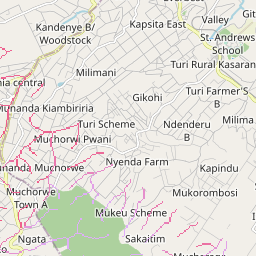 Valley
Kandenye B/
Woodstock
Kapsita East
St. Andrews
School
Milimani
Turi Rural Kasaran
central
Gikohi
Turi Farmer'S
B
Munanda Kiambiriria
Turi Scheme
Ndenderu
B
Milima
Muchorwi Pwani
Nyenda Farm
Muchorwe
Kapindu
Muchorwe
Town A
Mukorombosi
Mukeu Scheme
Ngata
Sakaitim